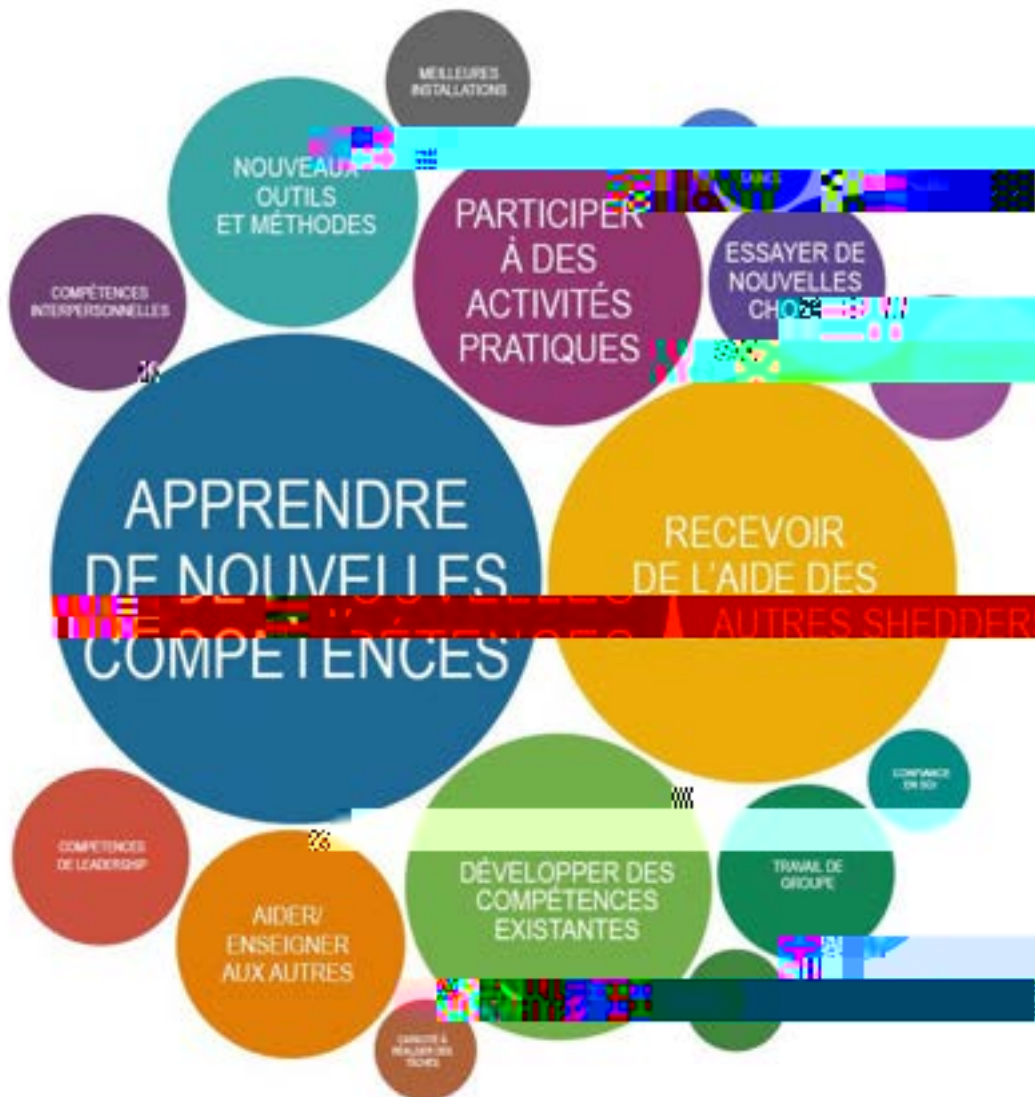 MEILLEURES
INSTALLATIONS
NOUVEAUX
OUTILS
ET MÉTHODES
PARTICIPER
À DES
ACTIVITÉS
PRATIQUES
SAINES
ESSAYER DE
NOUVELLES
COMPÉTENCES
INTERPERSONNELLES
APPRENDRE
DE NOUVELLES
COMPÉTENCES
RECEVOIR
DE L'AIDE DES
AUTRES SHEDDER
CONFIANCE
EN SOI
COMPÉTENCES
DE LEADERSHIP
AIDER/
ENSEIGNER
AUX AUTRES
DÉVELOPPER DES
COMPÉTENCES
EXISTANTES
TRAVAIL DE
GROUPE
CAPACITÉ À
RÉALISER DES
TÂCHES